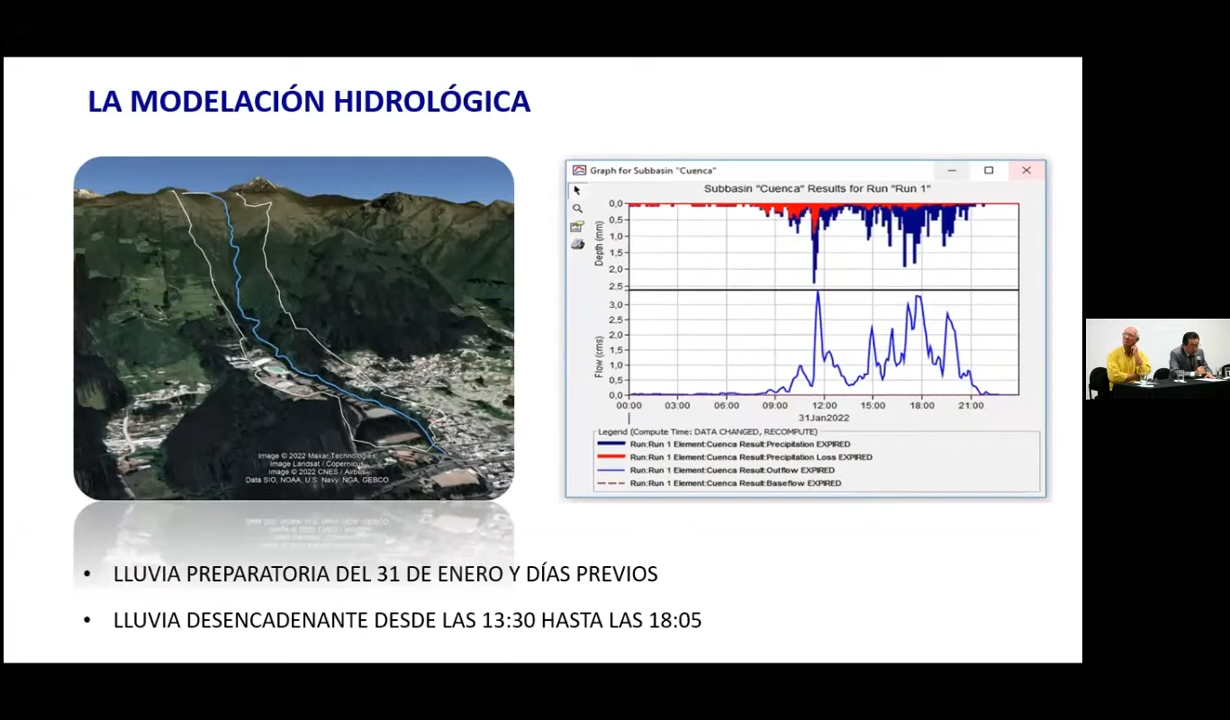 LA MODELACIÓN HIDROLÓGICA
Image © 2022 Maxar Technologies
Image Landsat / Copernicus
Image © 2022 CNES / Airbus
Data SIO, NOAA, U.S. Navy, NGA, GEBCO
Graph for Subbasin "Cuenca"
Subbasin "Cuenca" Results for Run "Run 1"
Depth (mm)
0,0
0,5
1,0
1,5
2,0
2,5
Flow (cms)
3,0
2,5
2,0
1,5
1,0
0,5
0,0
00:00 03:00 06:00 09:00 12:00 15:00 18:00 21:00
31Jan2022
Legend (Compute Time: DATA CHANGED, RECOMPUTE)
Run:Run 1 Element:Cuenca Result:Precipitation EXPIRED
Run:Run 1 Element:Cuenca Result:Precipitation Loss EXPIRED
Run:Run 1 Element:Cuenca Result:Outflow EXPIRED
Run:Run 1 Element:Cuenca Result:Baseflow EXPIRED
• LLUVIA PREPARATORIA DEL 31 DE ENERO Y DÍAS PREVIOS
• LLUVIA DESENCADENANTE DESDE LAS 13:30 HASTA LAS 18:05